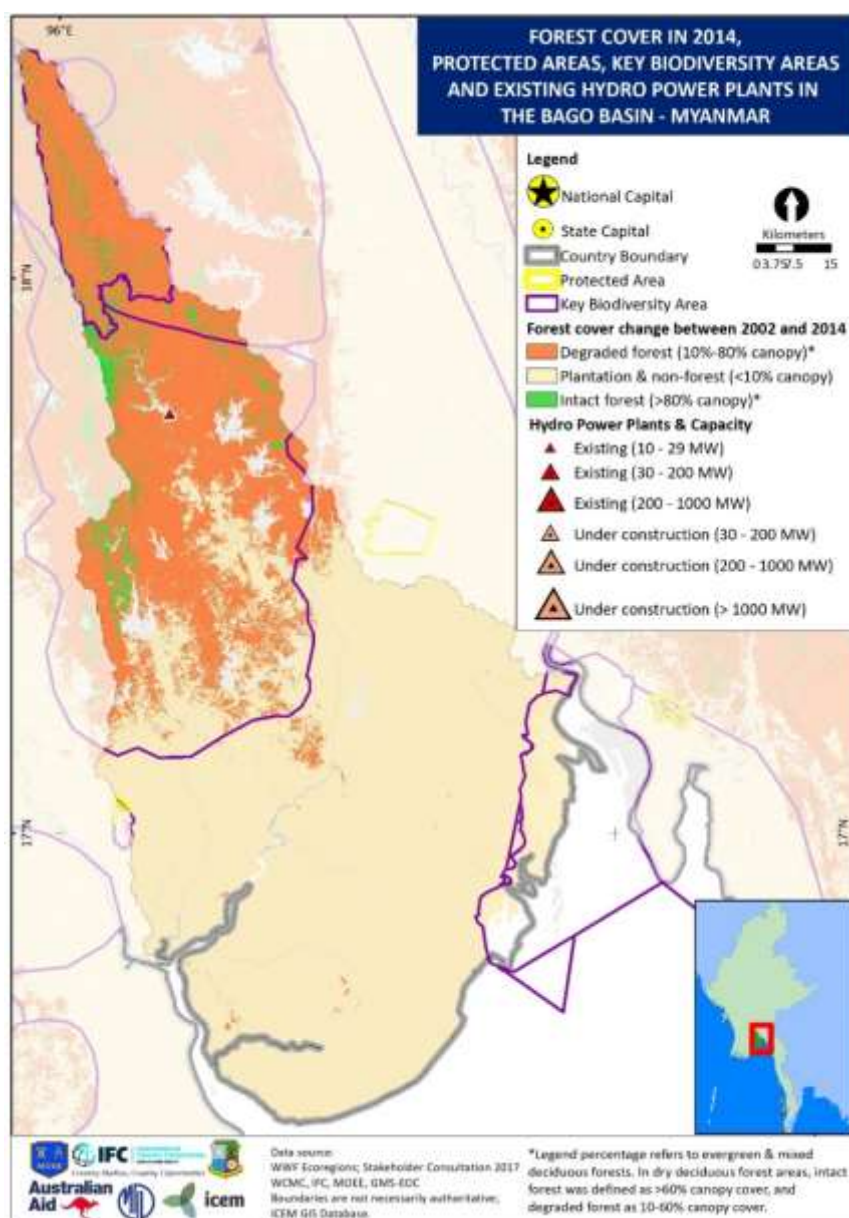 96°E
FOREST COVER IN 2014,
PROTECTED AREAS, KEY BIODIVERSITY AREAS
AND EXISTING HYDRO POWER PLANTS IN
THE BAGO BASIN - MYANMAR
Legend
National Capital
State Capital
Country Boundary
Protected Area
Key Biodiversity Area
Kilometers
0 3.75 7.5 15
Forest cover change between 2002 and 2014
Degraded forest (10%-80% canopy)*
Plantation & non-forest (<10% canopy)
Intact forest (>80% canopy)*
Hydro Power Plants & Capacity
Existing (10 - 29 MW)
Existing (30 - 200 MW)
Existing (200 - 1000 MW)
Under construction (30 - 200 MW)
Under construction (200 - 1000 MW)
Under construction (> 1000 MW)
18°N
17°N
17°N
IFC
Australian
Aid
icem
Data source:
WWF Ecoregions; Stakeholder Consultation 2017
WCMC, IFC, MOEE, GMS-EOC
Boundaries are not necessarily authoritative;
ICEM GIS Database.
*Legend percentage refers to evergreen & mixed
deciduous forests. In dry deciduous forest areas, intact
forest was defined as >60% canopy cover, and
degraded forest as 10-60% canopy cover.